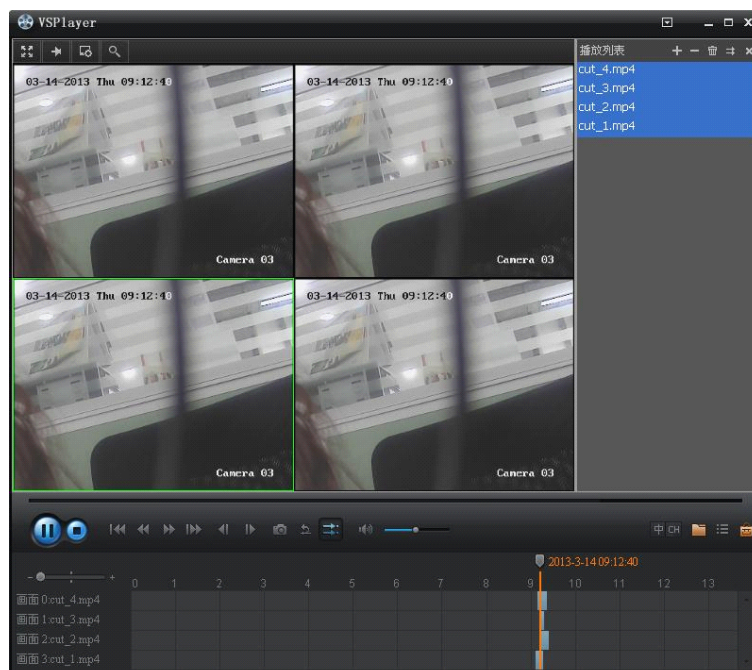 VSPlayer
播放列表
cut_4.mp4
cut_3.mp4
cut_2.mp4
cut_1.mp4
03-14-2013 Thu 09:12:40
03-14-2013 Thu 09:12:40
Camera 03
Camera 03
03-14-2013 Thu 09:12:40
03-14-2013 Thu 09:12:40
Camera 03
Camera 03
中 CH
2013-3-14 09:12:40
0 1 2 3 4 5 6 7 8 9 10 11 12 13
画面 0:cut_4.mp4
画面 1:cut_3.mp4
画面 2:cut_2.mp4
画面 3:cut_1.mp4